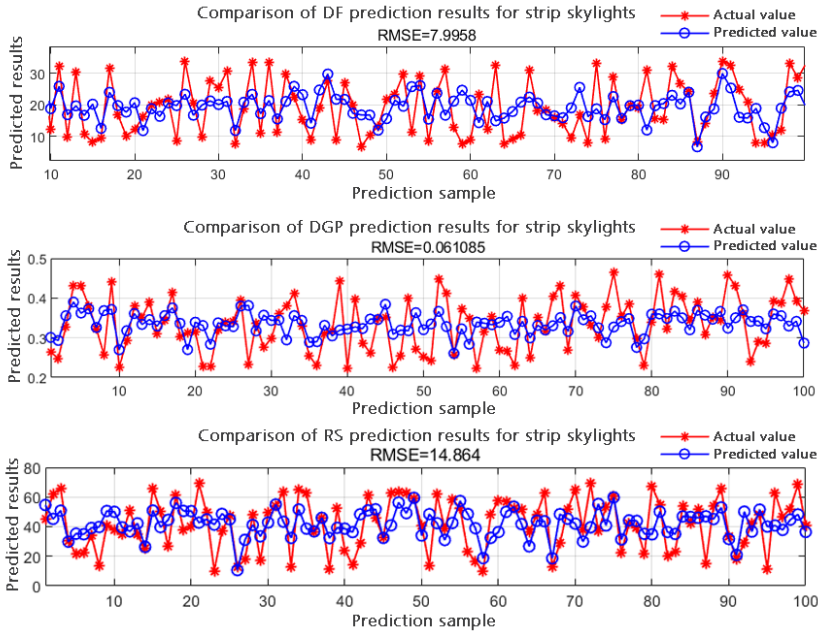 Comparison of DF prediction results for strip skylights
RMSE=7.9958
Actual value
Predicted value
Predicted results
30
20
10
10 20 30 40 50 60 70 80 90
Prediction sample
Comparison of DGP prediction results for strip skylights
RMSE=0.061085
Actual value
Predicted value
Predicted results
0.5
0.4
0.3
0.2
10 20 30 40 50 60 70 80 90 100
Prediction sample
Comparison of RS prediction results for strip skylights
RMSE=14.864
Actual value
Predicted value
Predicted results
80
60
40
20
0
10 20 30 40 50 60 70 80 90 100
Prediction sample